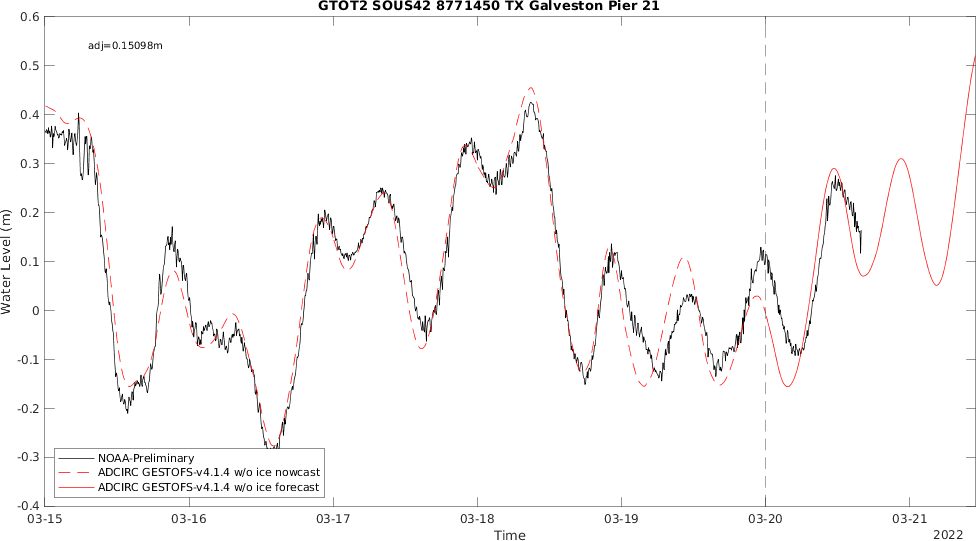 GTOT2 SOUS42 8771450 TX Galveston Pier 21
adj=0.15098m
Water Level (m)
0.6
0.5
0.4
0.3
0.2
0.1
0
-0.1
-0.2
-0.3
-0.4
NOAA-Preliminary
ADCIRC GESTOFS-v4.1.4 w/o ice nowcast
ADCIRC GESTOFS-v4.1.4 w/o ice forecast
03-15 03-16 03-17 03-18 03-19 03-20 03-21
Time
2022